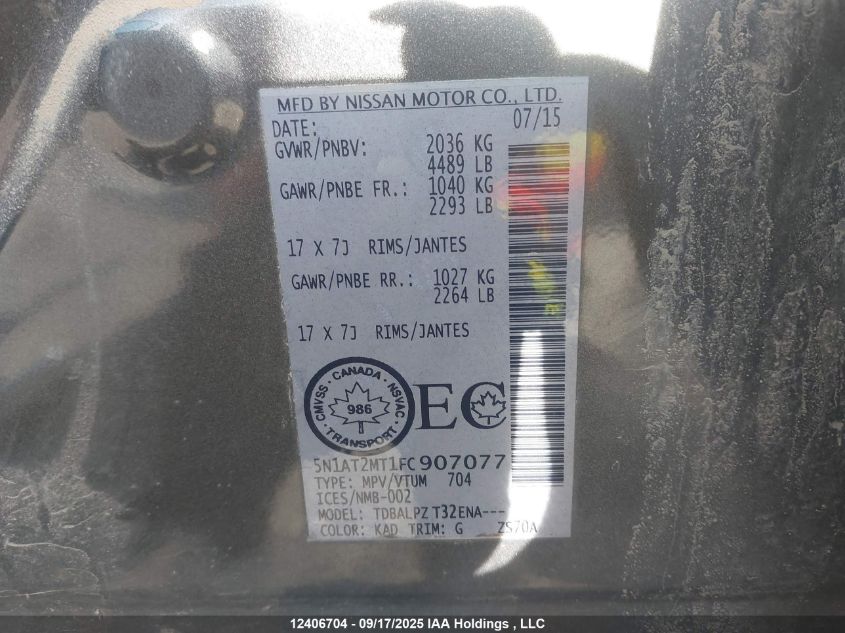 MFD BY NISSAN MOTOR CO., LTD.
DATE: 07/15
GVWR/PNBV: 2036 KG
4489 LB
GAWR/PNBE FR.: 1040 KG
2293 LB
17 X 7J RIMS/JANTES
GAWR/PNBE RR.: 1027 KG
2264 LB
17 X 7J RIMS/JANTES
CMVSS · CANADA · NSVAC
986
TRANSPORT
EC
5N1AT2MT1FC907077
TYPE: MPV/VTUM 704
ICES/NMB-002
MODEL: TDBALPZ T32ENA---
COLOR: KAD TRIM: G ZS70A
12406704 - 09/17/2025 IAA Holdings , LLC